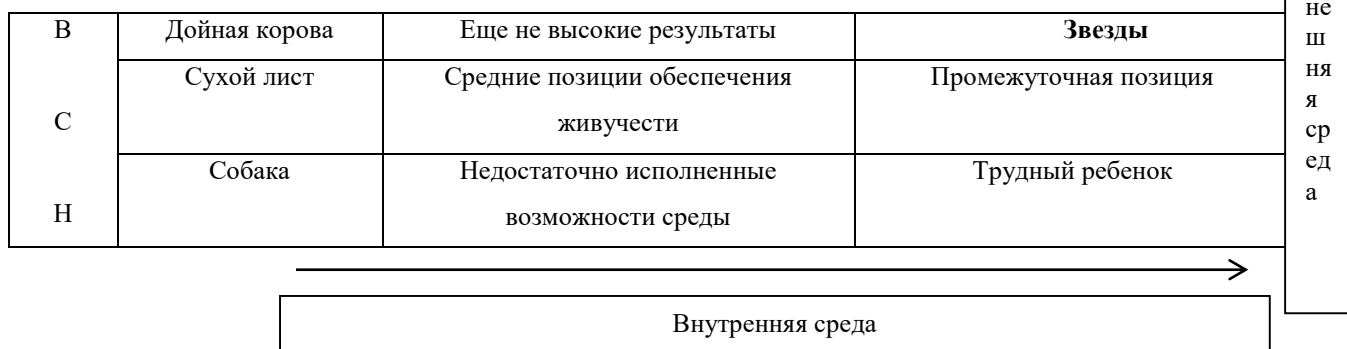 В Дойная корова Еще не высокие результаты Звезды
Сухой лист Средние позиции обеспечения Промежуточная позиция
С живучести
Собака Недостаточно исполненные Трудный ребенок
Н возможности среды
не
ш
ня
я
ср
ед
а
Внутренняя среда